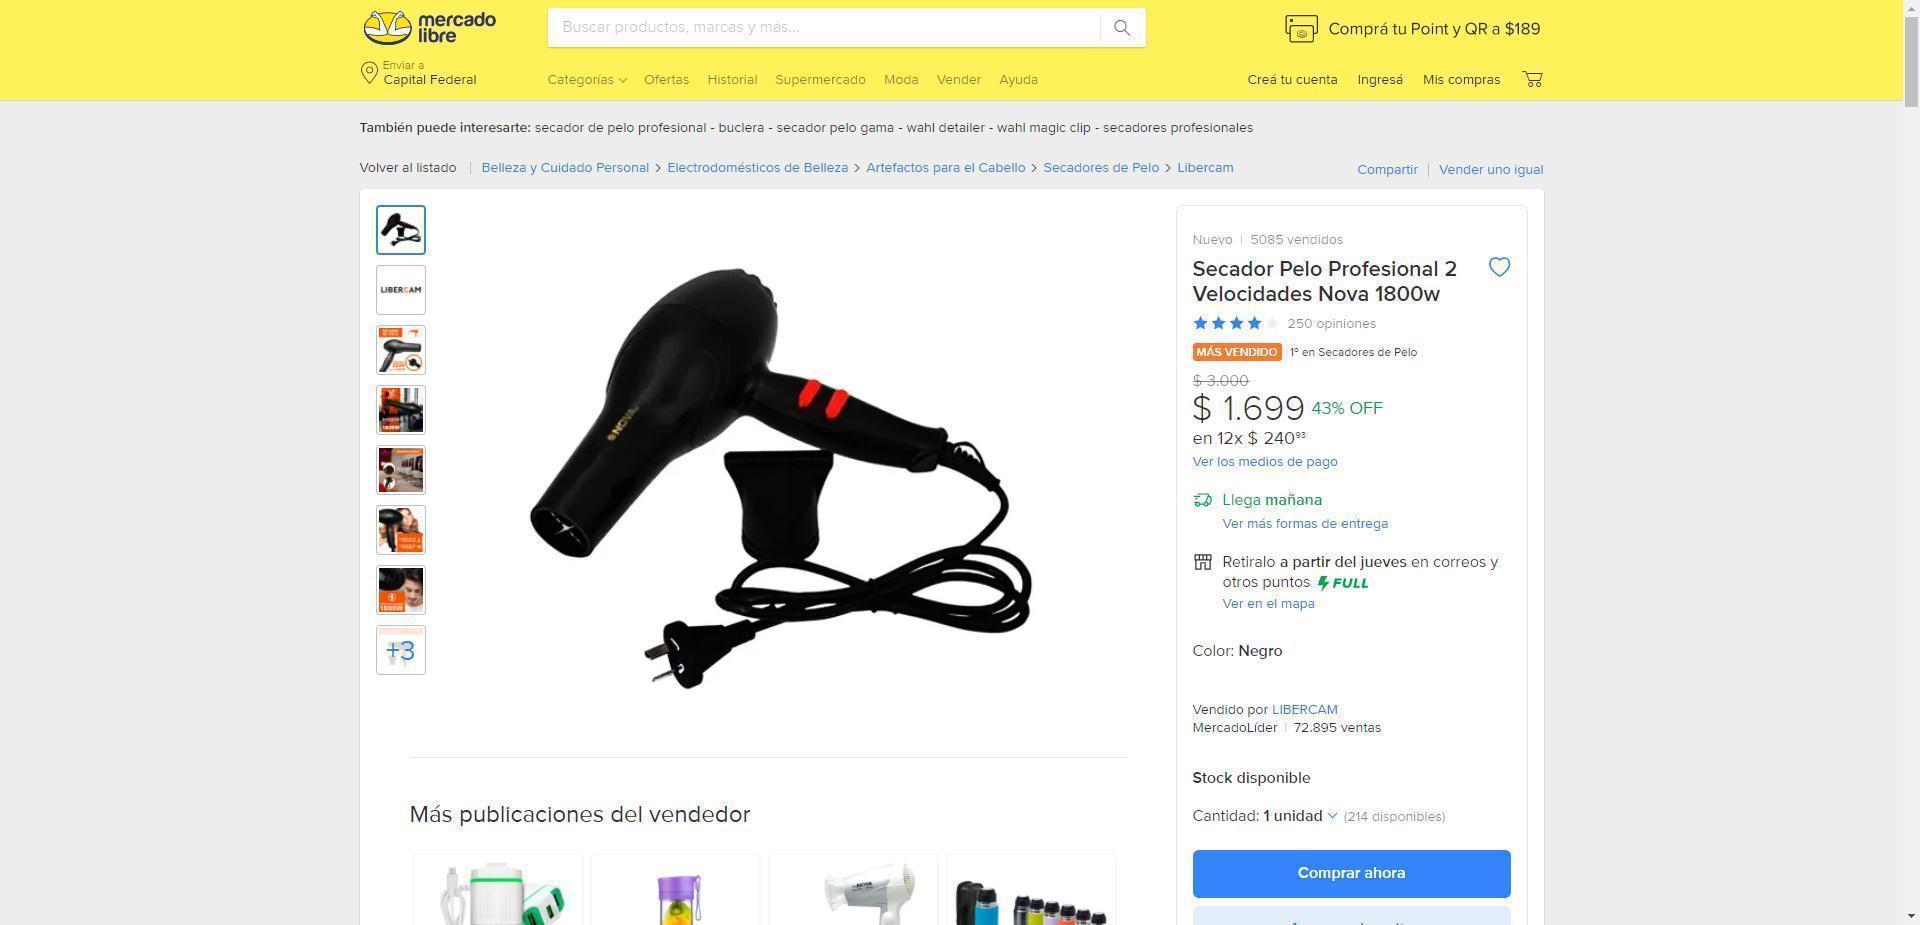 mercado
libre
Buscar productos, marcas y más...
Comprá tu Point y QR a $189
Enviar a
Capital Federal
Categorías
Ofertas
Historial
Supermercado
Moda
Vender
Ayuda
Creá tu cuenta
Ingresá
Mis compras
También puede interesarte: secador de pelo profesional - buclera - secador pelo gama - wahl detailer - wahl magic clip - secadores profesionales
Volver al listado | Belleza y Cuidado Personal > Electrodomésticos de Belleza > Artefactos para el Cabello > Secadores de Pelo > Libercam
Compartir | Vender uno igual
LIBERCAM
1800W
+3
NOVA
Nuevo | 5085 vendidos
Secador Pelo Profesional 2
Velocidades Nova 1800w
250 opiniones
MÁS VENDIDO 1º en Secadores de Pelo
$ 3.000
$ 1.699 43% OFF
en 12x $ 240⁹³
Ver los medios de pago
Llega mañana
Ver más formas de entrega
Retiralo a partir del jueves en correos y
otros puntos FULL
Ver en el mapa
Color: Negro
Vendido por LIBERCAM
MercadoLíder | 72.895 ventas
Stock disponible
Cantidad: 1 unidad (214 disponibles)
Comprar ahora
Más publicaciones del vendedor
NOVA